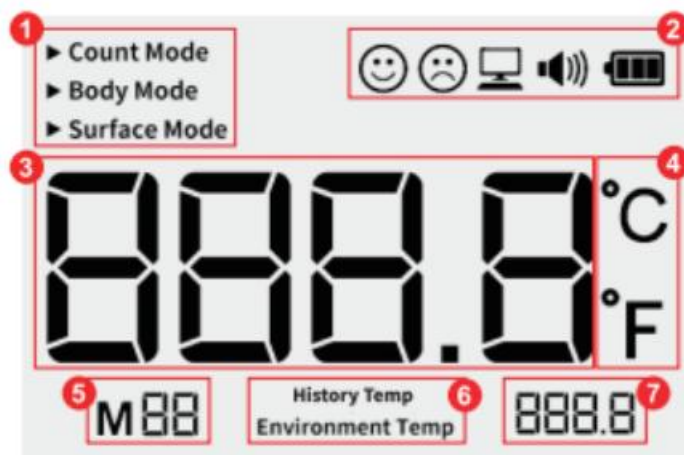 1
► Count Mode
► Body Mode
► Surface Mode
2
3
888.8
4
°C
°F
5
M88
6
History Temp
Environment Temp
7
888.8